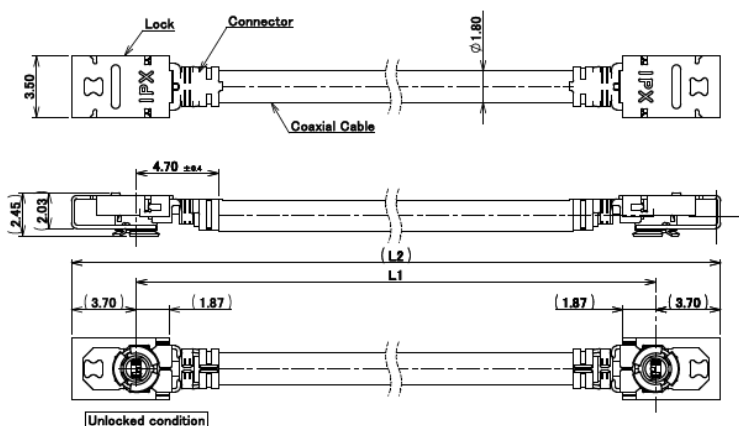 Lock
Connector
Ø1.80
3.50
IPX
IPX
Coaxial Cable
4.70 ±0.4
(2.45)
(2.03)
(L2)
L1
(3.70)
(1.87)
(1.87)
(3.70)
Unlocked condition